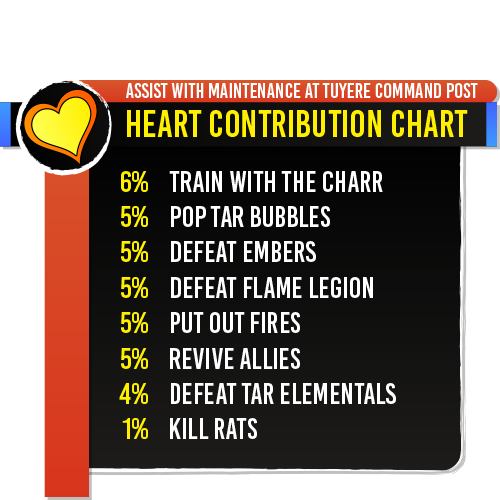 ASSIST WITH MAINTENANCE AT TUYERE COMMAND POST
HEART CONTRIBUTION CHART
6% TRAIN WITH THE CHARR
5% POP TAR BUBBLES
5% DEFEAT EMBERS
5% DEFEAT FLAME LEGION
5% PUT OUT FIRES
5% REVIVE ALLIES
4% DEFEAT TAR ELEMENTALS
1% KILL RATS